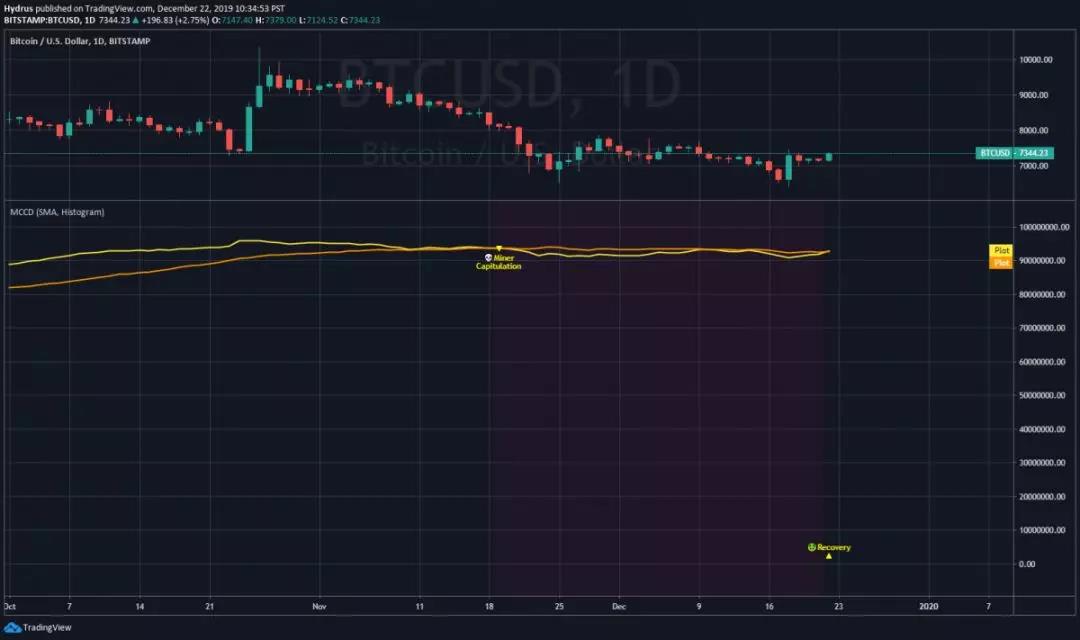 Hydrus published on TradingView.com, December 22, 2019 10:34:53 PST
BITSTAMP:BTCUSD, 1D 7344.23 ▲ +196.83 (+2.75%) O: 7147.40 H: 7379.00 L: 7124.52 C: 7344.23
Bitcoin / U.S. Dollar, 1D, BITSTAMP
BTCUSD, 1D
Bitcoin / U.S. Dollar
10000.00
9000.00
8000.00
BTCUSD 7344.23
7000.00
MCCD (SMA, Histogram)
100000000.00
Plot
90000000.00
Plot
Miner
Capitulation
80000000.00
70000000.00
60000000.00
50000000.00
40000000.00
30000000.00
20000000.00
10000000.00
Recovery
0.00
Oct 7 14 21 Nov 11 18 25 Dec 9 16 23 2020 7
TradingView